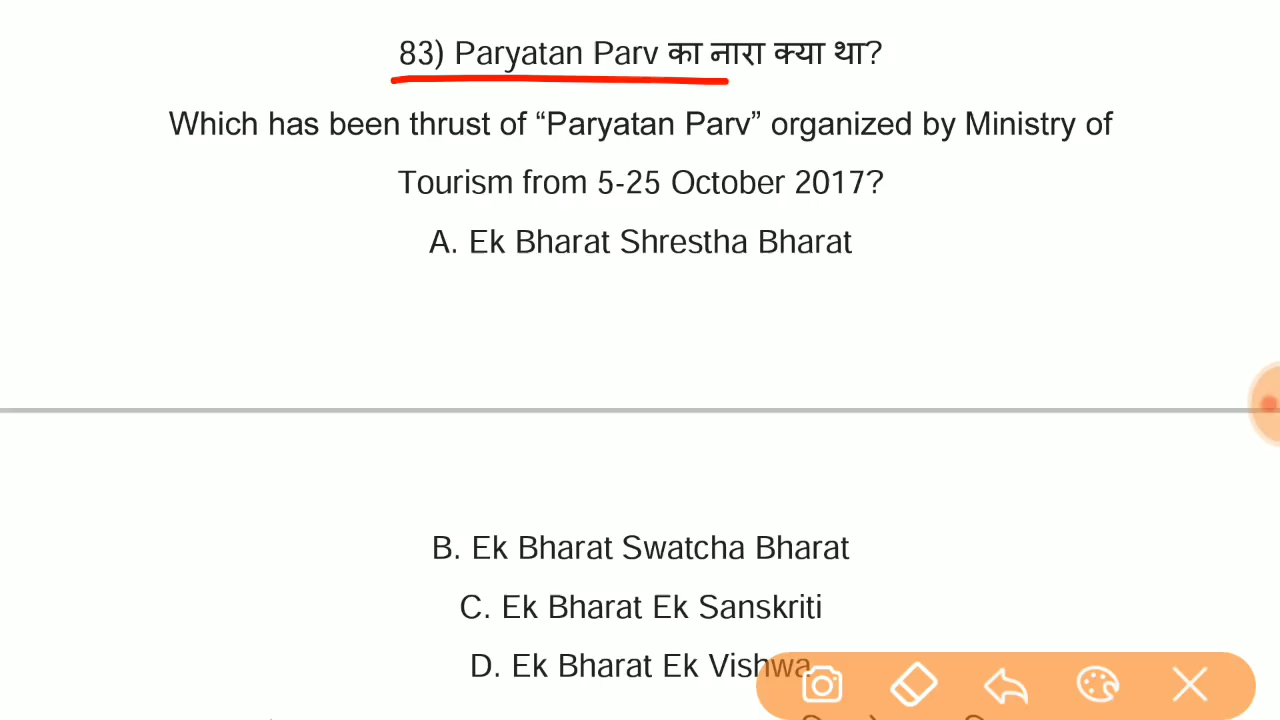 83) Paryatan Parv का नारा क्या था?
Which has been thrust of “Paryatan Parv” organized by Ministry of
Tourism from 5-25 October 2017?
A. Ek Bharat Shrestha Bharat
B. Ek Bharat Swatcha Bharat
C. Ek Bharat Ek Sanskriti
D. Ek Bharat Ek Vishwa